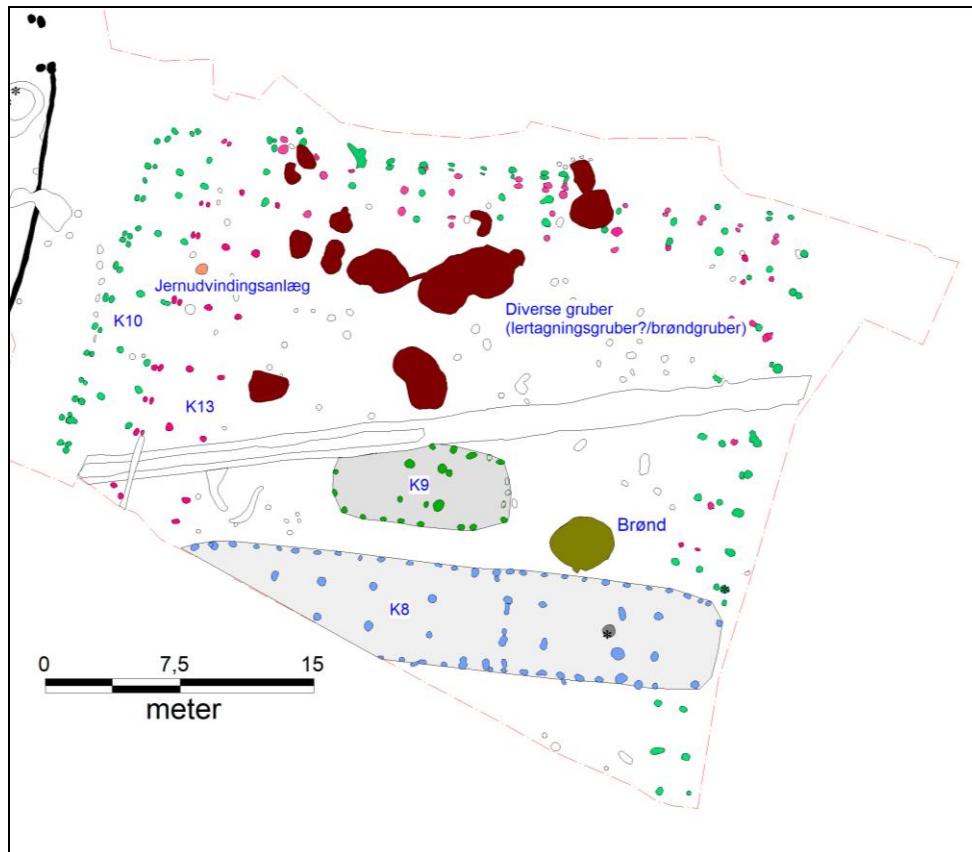 Jernudvindingsanlæg
Diverse gruber
(lertagningsgruber?/brøndgruber)
K10
K13
K9
Brønd
K8
0 7,5 15
meter